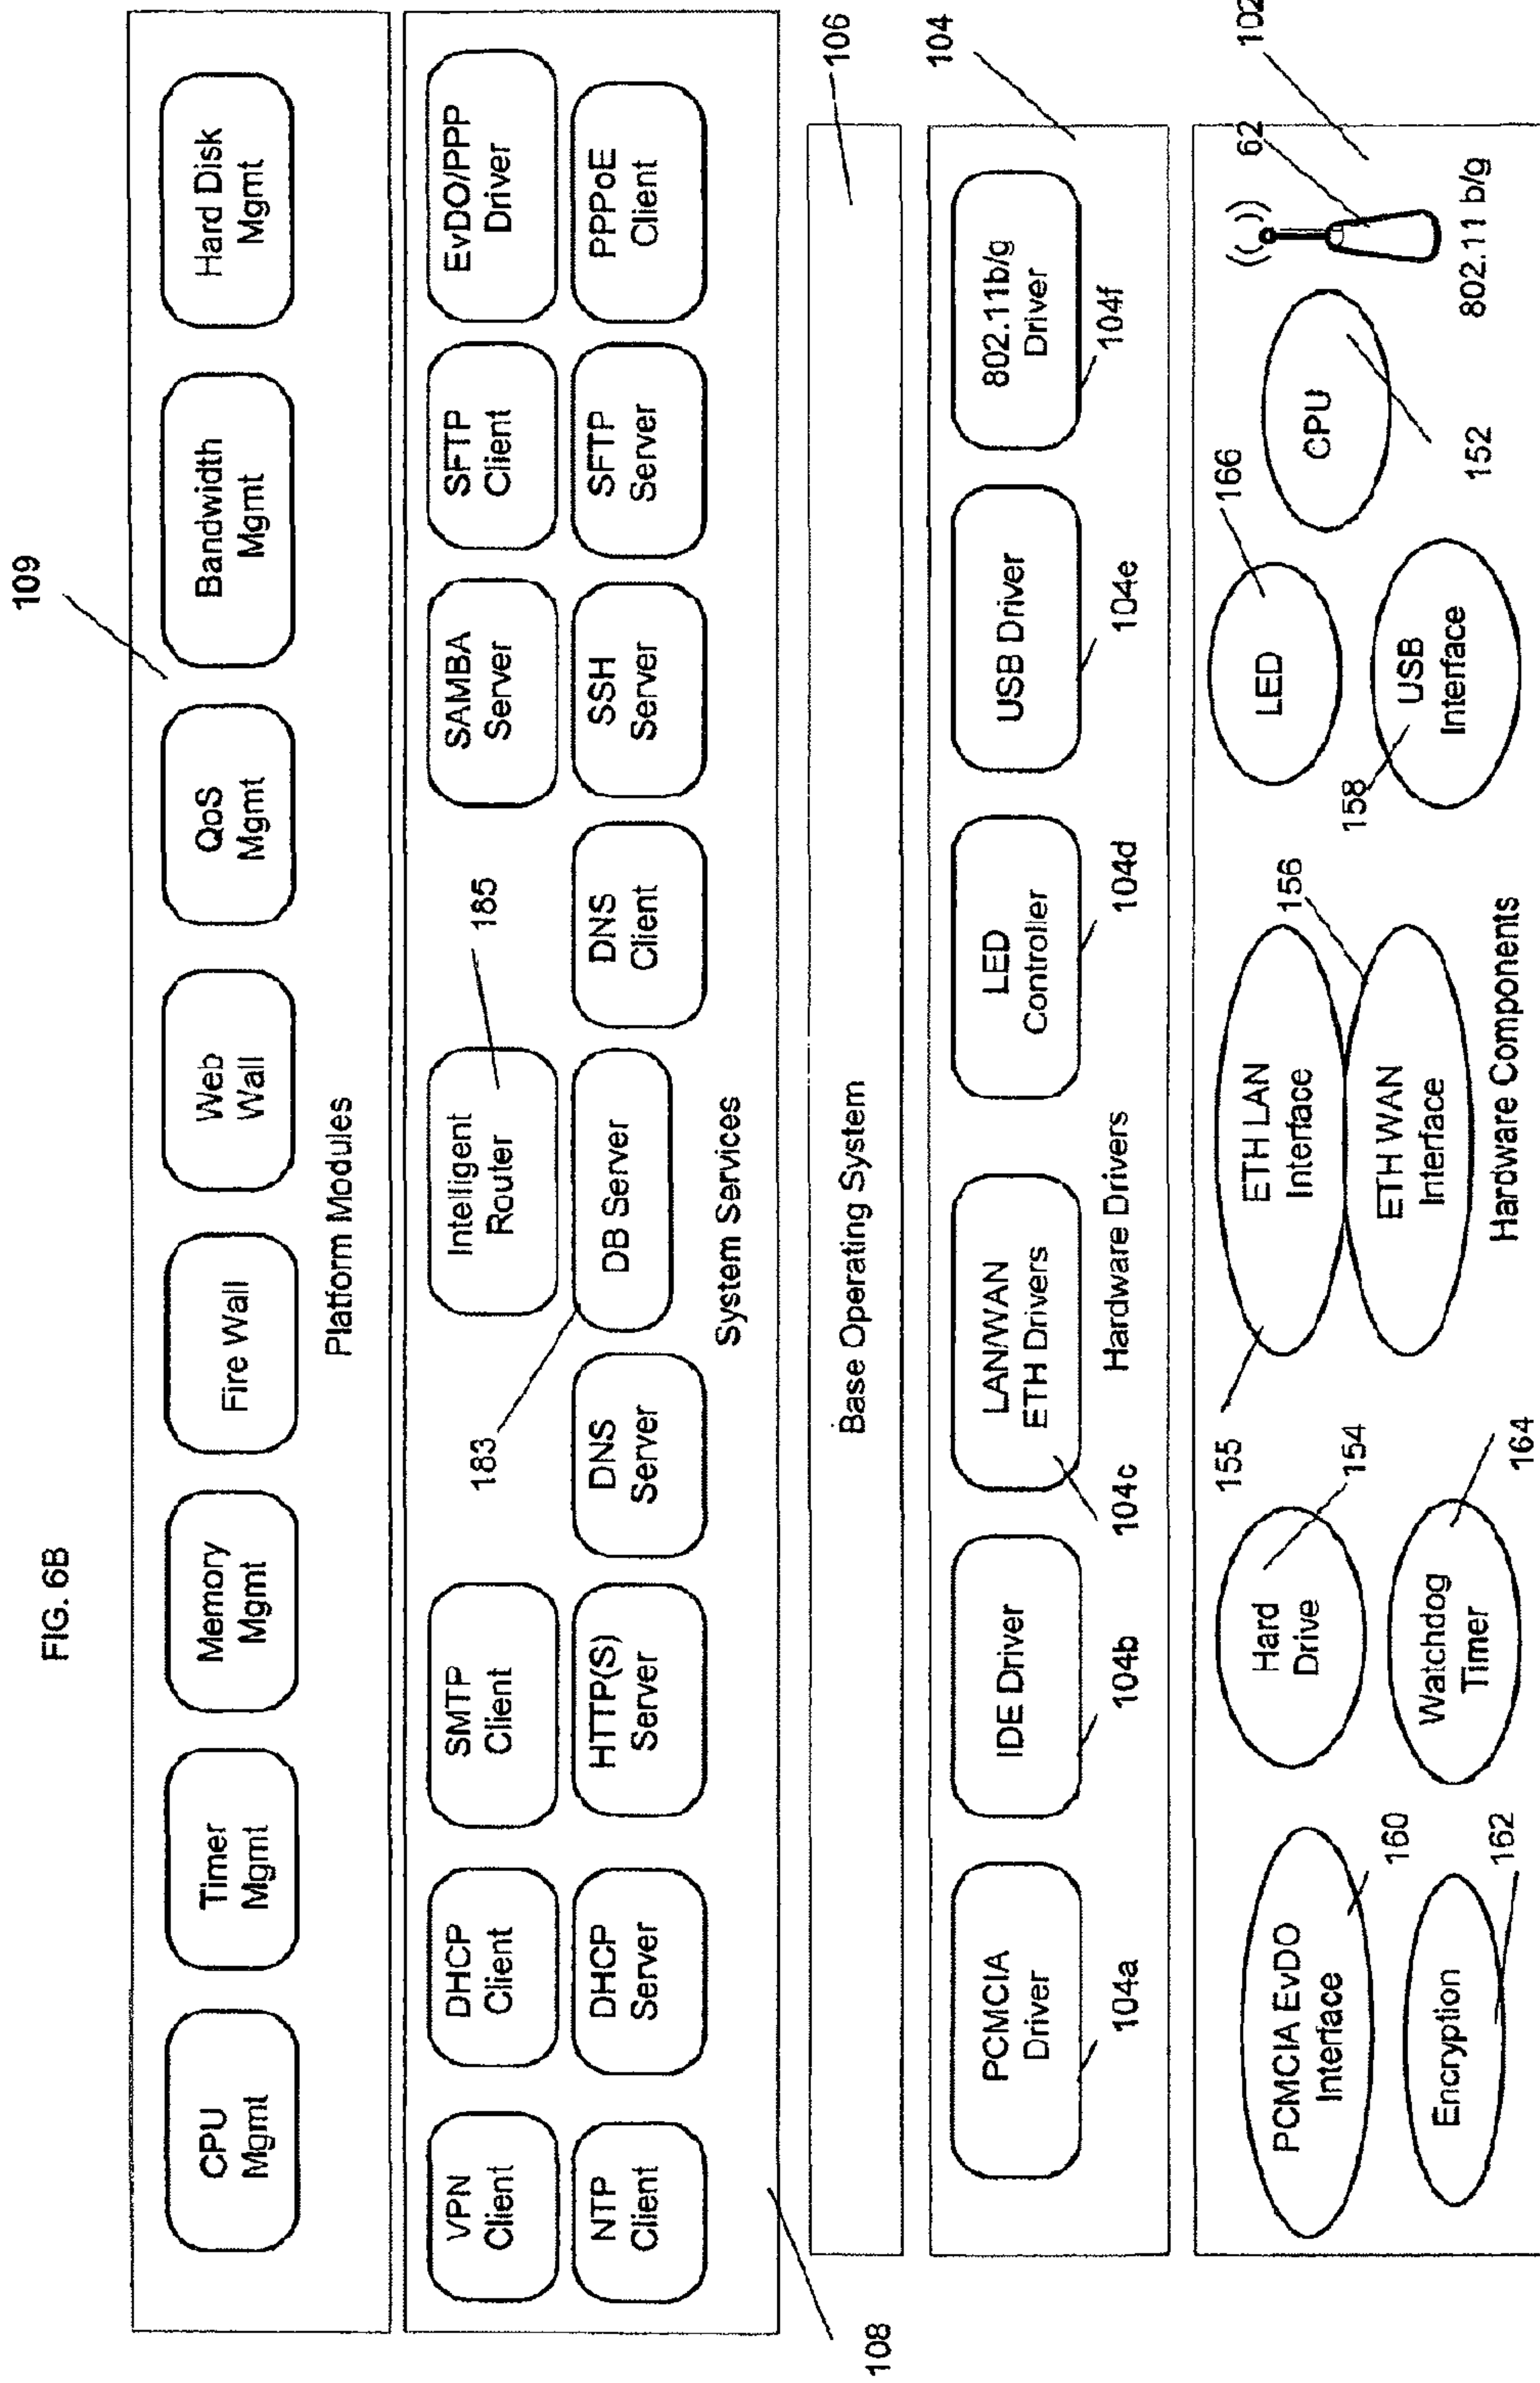 FIG. 6B
109
CPU
Mgmt
Timer
Mgmt
Memory
Mgmt
Fire Wall
Web
Wall
QoS
Mgmt
Bandwidth
Mgmt
Hard Disk
Mgmt
Platform Modules
VPN
Client
DHCP
Client
SMTP
Client
183
Intelligent
Router
185
SAMBA
Server
SFTP
Client
EvDO/PPP
Driver
NTP
Client
DHCP
Server
HTTP(S)
Server
DNS
Server
DB Server
DNS
Client
SSH
Server
SFTP
Server
PPPoE
Client
System Services
108
106
Base Operating System
104
PCMCIA
Driver
IDE Driver
LAN/WAN
ETH Drivers
LED
Controller
USB Driver
802.11b/g
Driver
104a
104b
104c
Hardware Drivers
104d
104e
104f
102
62
PCMCIA EvDO
Interface
160
Hard
Drive
154
155
ETH LAN
Interface
156
LED
166
CPU
152
802.11 b/g
Encryption
162
Watchdog
Timer
164
ETH WAN
Interface
158
USB
Interface
Hardware Components